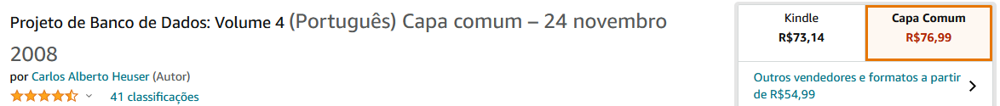 Projeto de Banco de Dados: Volume 4 (Português) Capa comum – 24 novembro
2008
por Carlos Alberto Heuser (Autor)
41 classificações
Kindle
R$73,14
Capa Comum
R$76,99
Outros vendedores e formatos a partir
de R$54,99